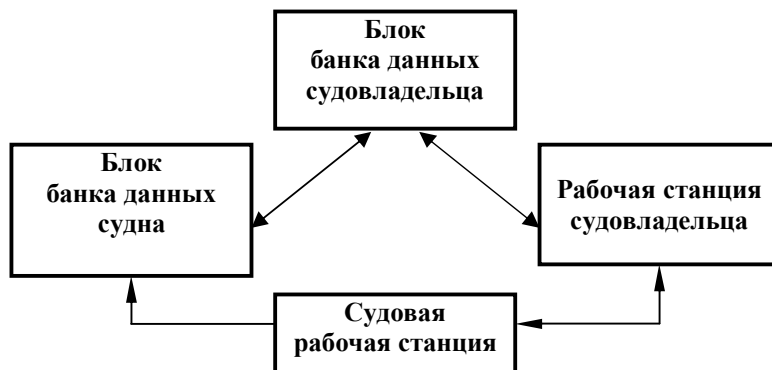 Блок
банка данных
судовладельца
Блок
банка данных
судна
Рабочая станция
судовладельца
Судовая
рабочая станция